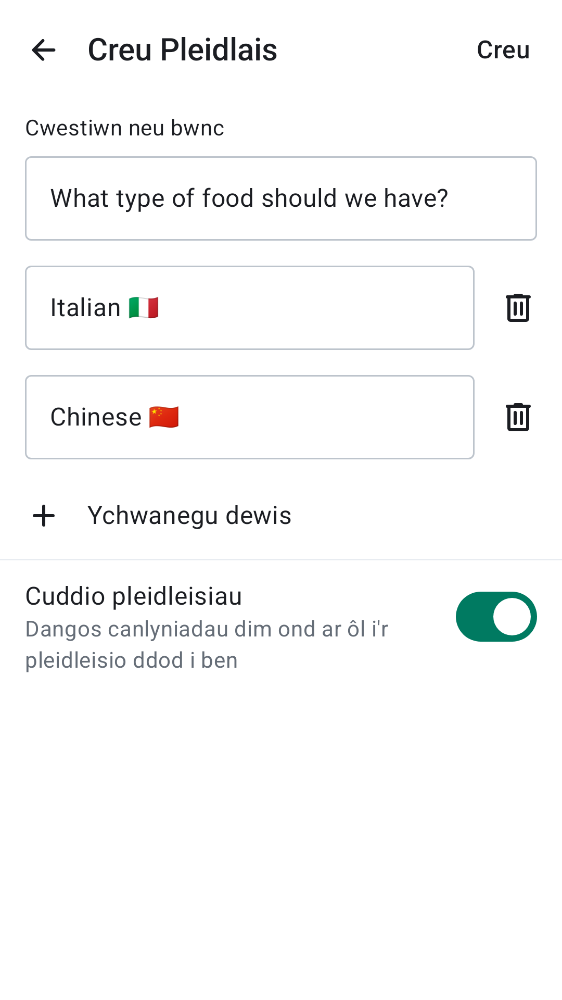 Creu Pleidlais
Creu
Cwestiwn neu bwnc
What type of food should we have?
Italian 🇮🇹
Chinese 🇨🇳
Ychwanegu dewis
Cuddio pleidleisiau
Dangos canlyniadau dim ond ar ôl i'r
pleidleisio ddod i ben